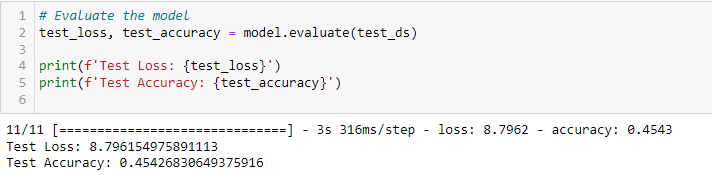 1 # Evaluate the model
2 test_loss, test_accuracy = model.evaluate(test_ds)
3
4 print(f'Test Loss: {test_loss}')
5 print(f'Test Accuracy: {test_accuracy}')
6
11/11 [==============================] - 3s 316ms/step - loss: 8.7962 - accuracy: 0.4543
Test Loss: 8.796154975891113
Test Accuracy: 0.45426830649375916